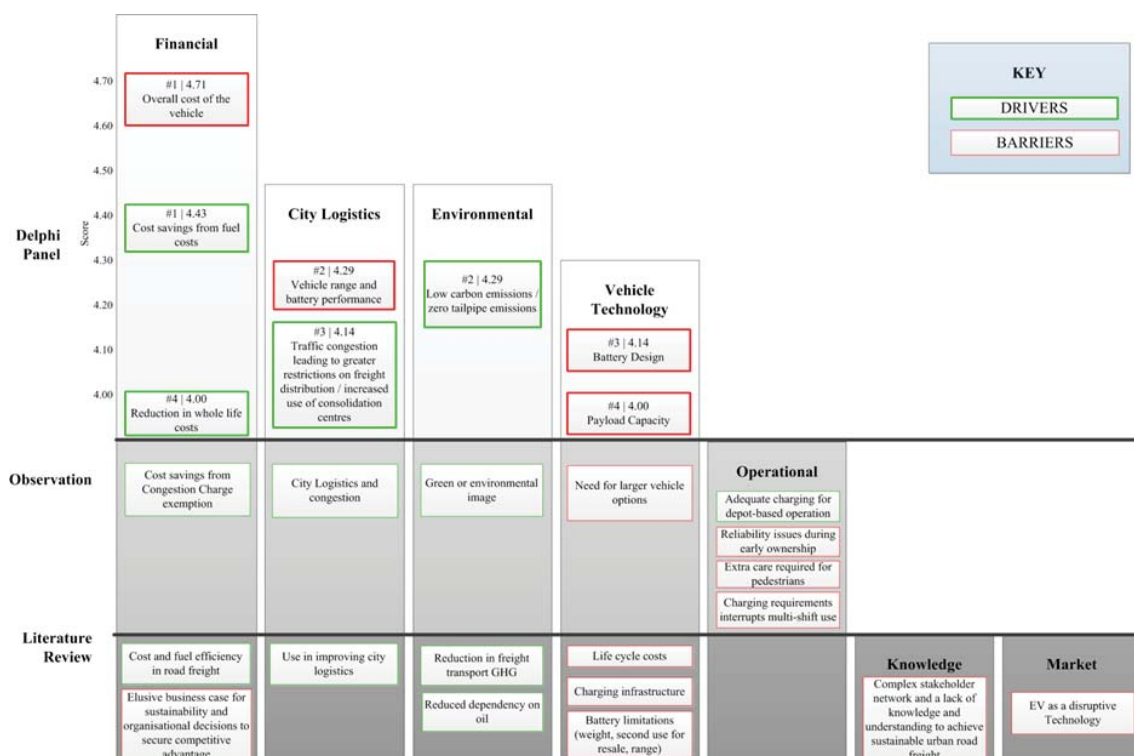 Financial
4.70
#1 | 4.71
Overall cost of the
vehicle
4.60
4.50
4.40
#1 | 4.43
Cost savings from fuel
costs
4.30
4.20
4.10
4.00
#4 | 4.00
Reduction in whole life
costs
Score
Delphi
Panel
City Logistics
#2 | 4.29
Vehicle range and
battery performance
#3 | 4.14
Traffic congestion
leading to greater
restrictions on freight
distribution / increased
use of consolidation
centres
Environmental
#2 | 4.29
Low carbon emissions /
zero tailpipe emissions
Vehicle
Technology
#3 | 4.14
Battery Design
#4 | 4.00
Payload Capacity
KEY
DRIVERS
BARRIERS
Observation
Cost savings from
Congestion Charge
exemption
City Logistics and
congestion
Green or environmental
image
Need for larger vehicle
options
Operational
Adequate charging for
depot-based operation
Reliability issues during
early ownership
Extra care required for
pedestrians
Charging requirements
interrupts multi-shift use
Literature
Review
Cost and fuel efficiency
in road freight
Elusive business case for
sustainability and
organisational decisions to
secure competitive
advantage
Use in improving city
logistics
Reduction in freight
transport GHG
Reduced dependency on
oil
Life cycle costs
Charging infrastructure
Battery limitations
(weight, second use for
resale, range)
Knowledge
Complex stakeholder
network and a lack of
knowledge and
understanding to achieve
sustainable urban road
freight
Market
EV as a disruptive
Technology